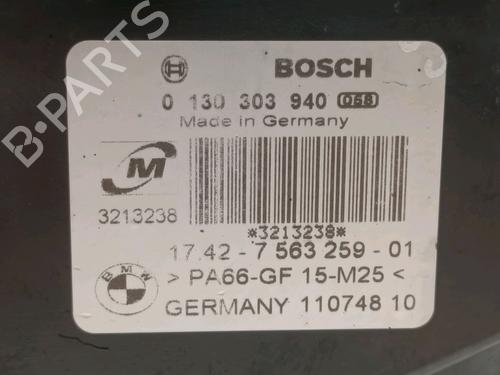 BOSCH
0 130 303 940 058
Made in Germany
M
3213238
*3213238*
17.42-7 563 259-01
BMW
>PA66-GF 15-M25<
GERMANY 110748 10
B-PARTS